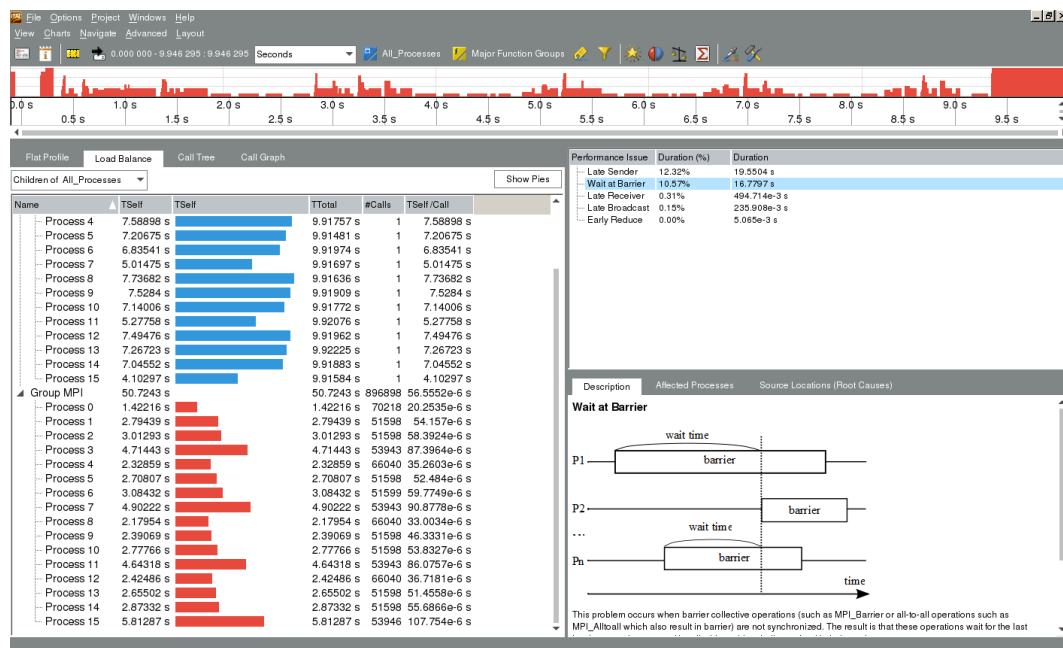 File Options Project Windows Help
View Charts Navigate Advanced Layout
0.000 000 - 9.946 295 : 9.946 295 Seconds All_Processes Major Function Groups
0.0 s 1.0 s 2.0 s 3.0 s 4.0 s 5.0 s 6.0 s 7.0 s 8.0 s 9.0 s
0.5 s 1.5 s 2.5 s 3.5 s 4.5 s 5.5 s 6.5 s 7.5 s 8.5 s 9.5 s
Flat Profile Load Balance Call Tree Call Graph
Children of All_Processes Show Pies
Name TSelf TSelf TTotal #Calls TSelf /Call
Process 4 7.58898 s 9.91757 s 1 7.58898 s
Process 5 7.20675 s 9.91481 s 1 7.20675 s
Process 6 6.83541 s 9.91974 s 1 6.83541 s
Process 7 5.01475 s 9.91697 s 1 5.01475 s
Process 8 7.73682 s 9.91636 s 1 7.73682 s
Process 9 7.5284 s 9.91909 s 1 7.5284 s
Process 10 7.14006 s 9.91772 s 1 7.14006 s
Process 11 5.27758 s 9.92076 s 1 5.27758 s
Process 12 7.49476 s 9.91962 s 1 7.49476 s
Process 13 7.26723 s 9.92225 s 1 7.26723 s
Process 14 7.04552 s 9.91883 s 1 7.04552 s
Process 15 4.10297 s 9.91584 s 1 4.10297 s
Group MPI 50.7243 s 50.7243 s 896898 56.5552e-6 s
Process 0 1.42216 s 1.42216 s 70218 20.2535e-6 s
Process 1 2.79439 s 2.79439 s 51598 54.157e-6 s
Process 2 3.01293 s 3.01293 s 51598 58.3924e-6 s
Process 3 4.71443 s 4.71443 s 53943 87.3964e-6 s
Process 4 2.32859 s 2.32859 s 66040 35.2603e-6 s
Process 5 2.70807 s 2.70807 s 51598 52.484e-6 s
Process 6 3.08432 s 3.08432 s 51599 59.7749e-6 s
Process 7 4.90222 s 4.90222 s 53943 90.8778e-6 s
Process 8 2.17954 s 2.17954 s 66040 33.0034e-6 s
Process 9 2.39069 s 2.39069 s 51598 46.3331e-6 s
Process 10 2.77766 s 2.77766 s 51598 53.8327e-6 s
Process 11 4.64318 s 4.64318 s 53943 86.0757e-6 s
Process 12 2.42486 s 2.42486 s 66040 36.7181e-6 s
Process 13 2.65502 s 2.65502 s 51598 51.4558e-6 s
Process 14 2.87332 s 2.87332 s 51598 55.6866e-6 s
Process 15 5.81287 s 5.81287 s 53946 107.754e-6 s
Performance Issue Duration (%) Duration
Late Sender 12.32% 19.5504 s
Wait at Barrier 10.57% 16.7797 s
Late Receiver 0.31% 494.714e-3 s
Late Broadcast 0.15% 235.908e-3 s
Early Reduce 0.00% 5.065e-3 s
Description Affected Processes Source Locations (Root Causes)
Wait at Barrier
wait time
P1 barrier
P2 barrier
...
wait time
Pn barrier
time
This problem occurs when barrier collective operations (such as MPI_Barrier or all-to-all operations such as
MPI_Alltoall which also result in barrier) are not synchronized. The result is that these operations wait for the last